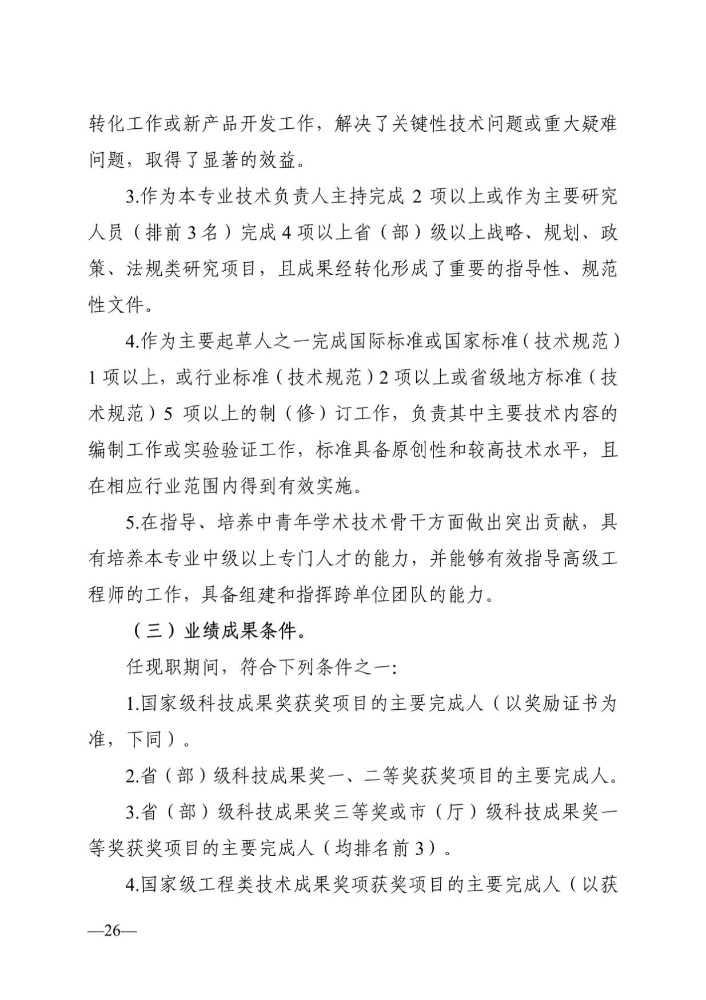 转化工作或新产品开发工作，解决了关键性技术问题或重大疑难
问题，取得了显著的效益。
3.作为本专业技术负责人主持完成 2 项以上或作为主要研究
人员（排前 3 名）完成 4 项以上省（部）级以上战略、规划、政
策、法规类研究项目，且成果经转化形成了重要的指导性、规范
性文件。
4.作为主要起草人之一完成国际标准或国家标准（技术规范）
1 项以上，或行业标准（技术规范）2 项以上或省级地方标准（技
术规范）5 项以上的制（修）订工作，负责其中主要技术内容的
编制工作或实验验证工作，标准具备原创性和较高技术水平，且
在相应行业范围内得到有效实施。
5.在指导、培养中青年学术技术骨干方面做出突出贡献，具
有培养本专业中级以上专门人才的能力，并能够有效指导高级工
程师的工作，具备组建和指挥跨单位团队的能力。
（三）业绩成果条件。
任现职期间，符合下列条件之一：
1.国家级科技成果奖获奖项目的主要完成人（以奖励证书为
准，下同）。
2.省（部）级科技成果奖一、二等奖获奖项目的主要完成人。
3.省（部）级科技成果奖三等奖或市（厅）级科技成果奖一
等奖获奖项目的主要完成人（均排名前 3）。
4.国家级工程类技术成果奖项获奖项目的主要完成人（以获
—26—